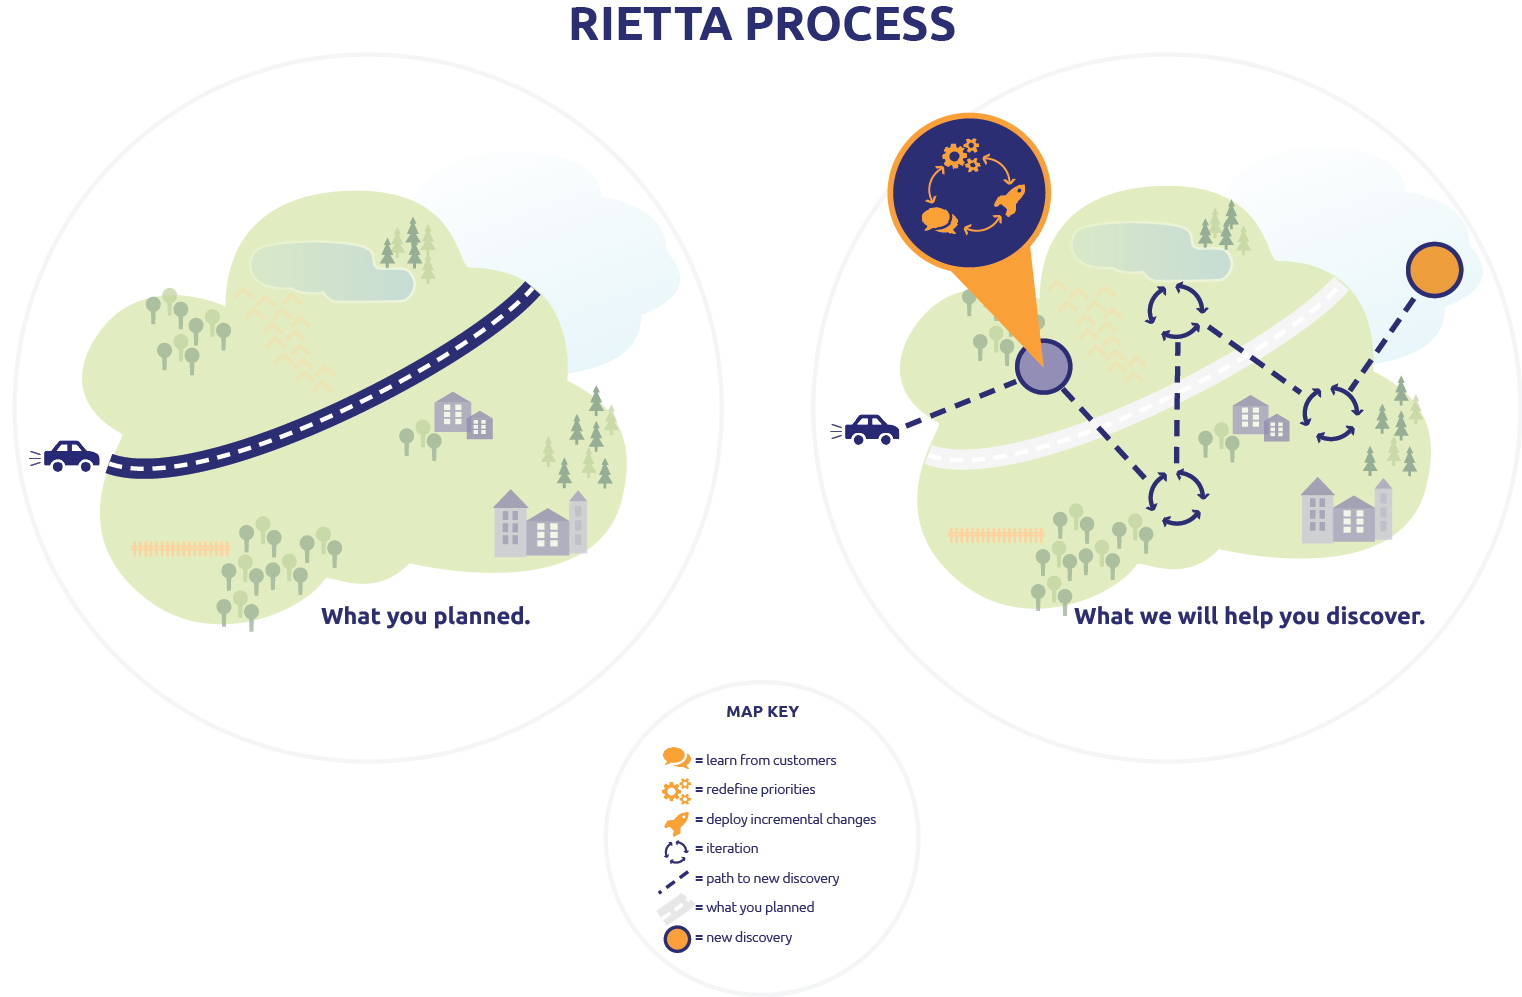 RIETTA PROCESS
What you planned.
What we will help you discover.
MAP KEY
= learn from customers
= redefine priorities
= deploy incremental changes
= iteration
= path to new discovery
= what you planned
= new discovery